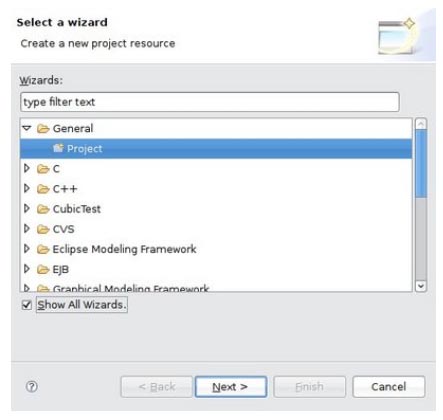 Select a wizard
Create a new project resource
Wizards:
type filter text
General
Project
C
C++
CubicTest
CVS
Eclipse Modeling Framework
EJB
Graphical Modeling Framework
Show All Wizards.
?
< Back Next > Finish Cancel